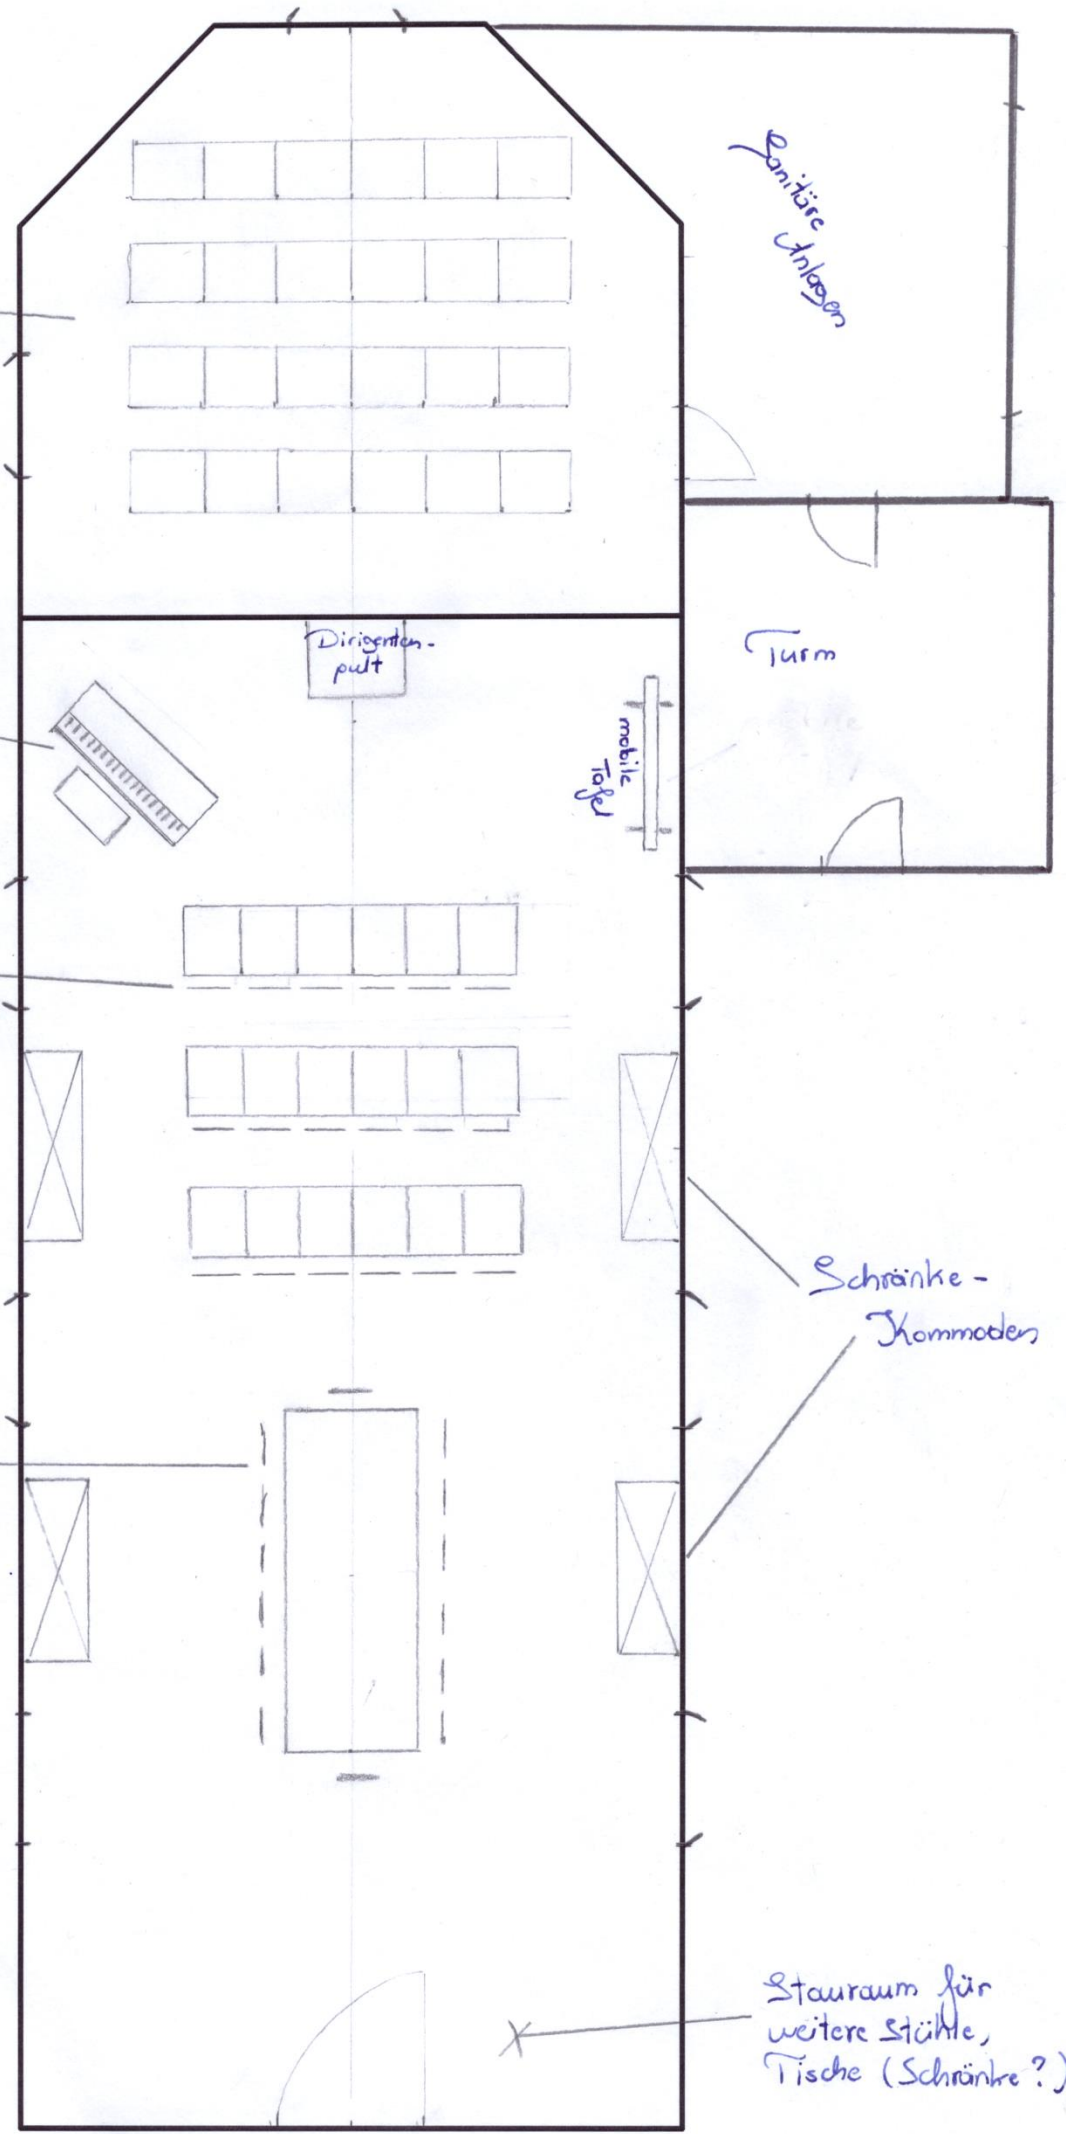 Sanitäre Anlagen
Dirigenten-
pult
Turm
mobile
Tafel
Schränke -
Kommoden
Stauraum für
weitere Stühle,
Tische (Schränke?)